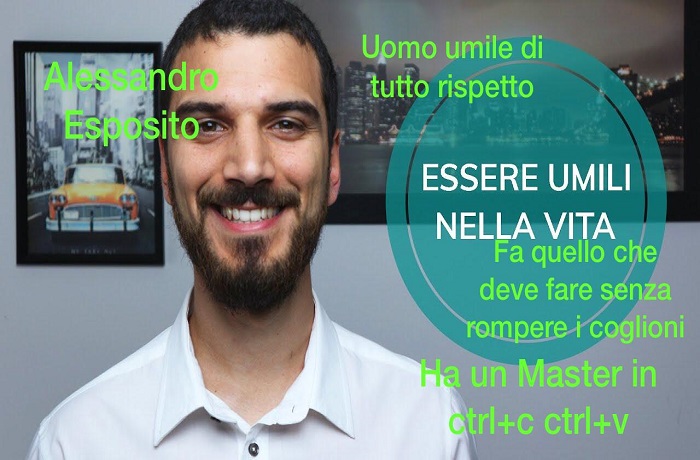 Alessandro
Esposito
Uomo umile di
tutto rispetto
ESSERE UMILI
NELLA VITA
Fa quello che
deve fare senza
rompere i coglioni
Ha un Master in
ctrl+c ctrl+v